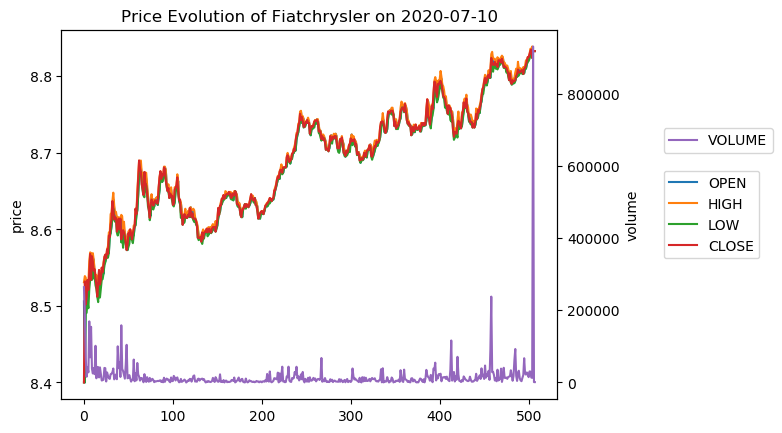 Price Evolution of Fiatchrysler on 2020-07-10
price
8.8
8.7
8.6
8.5
8.4
0
100
200
300
400
500
800000
600000
400000
200000
0
volume
VOLUME
OPEN
HIGH
LOW
CLOSE